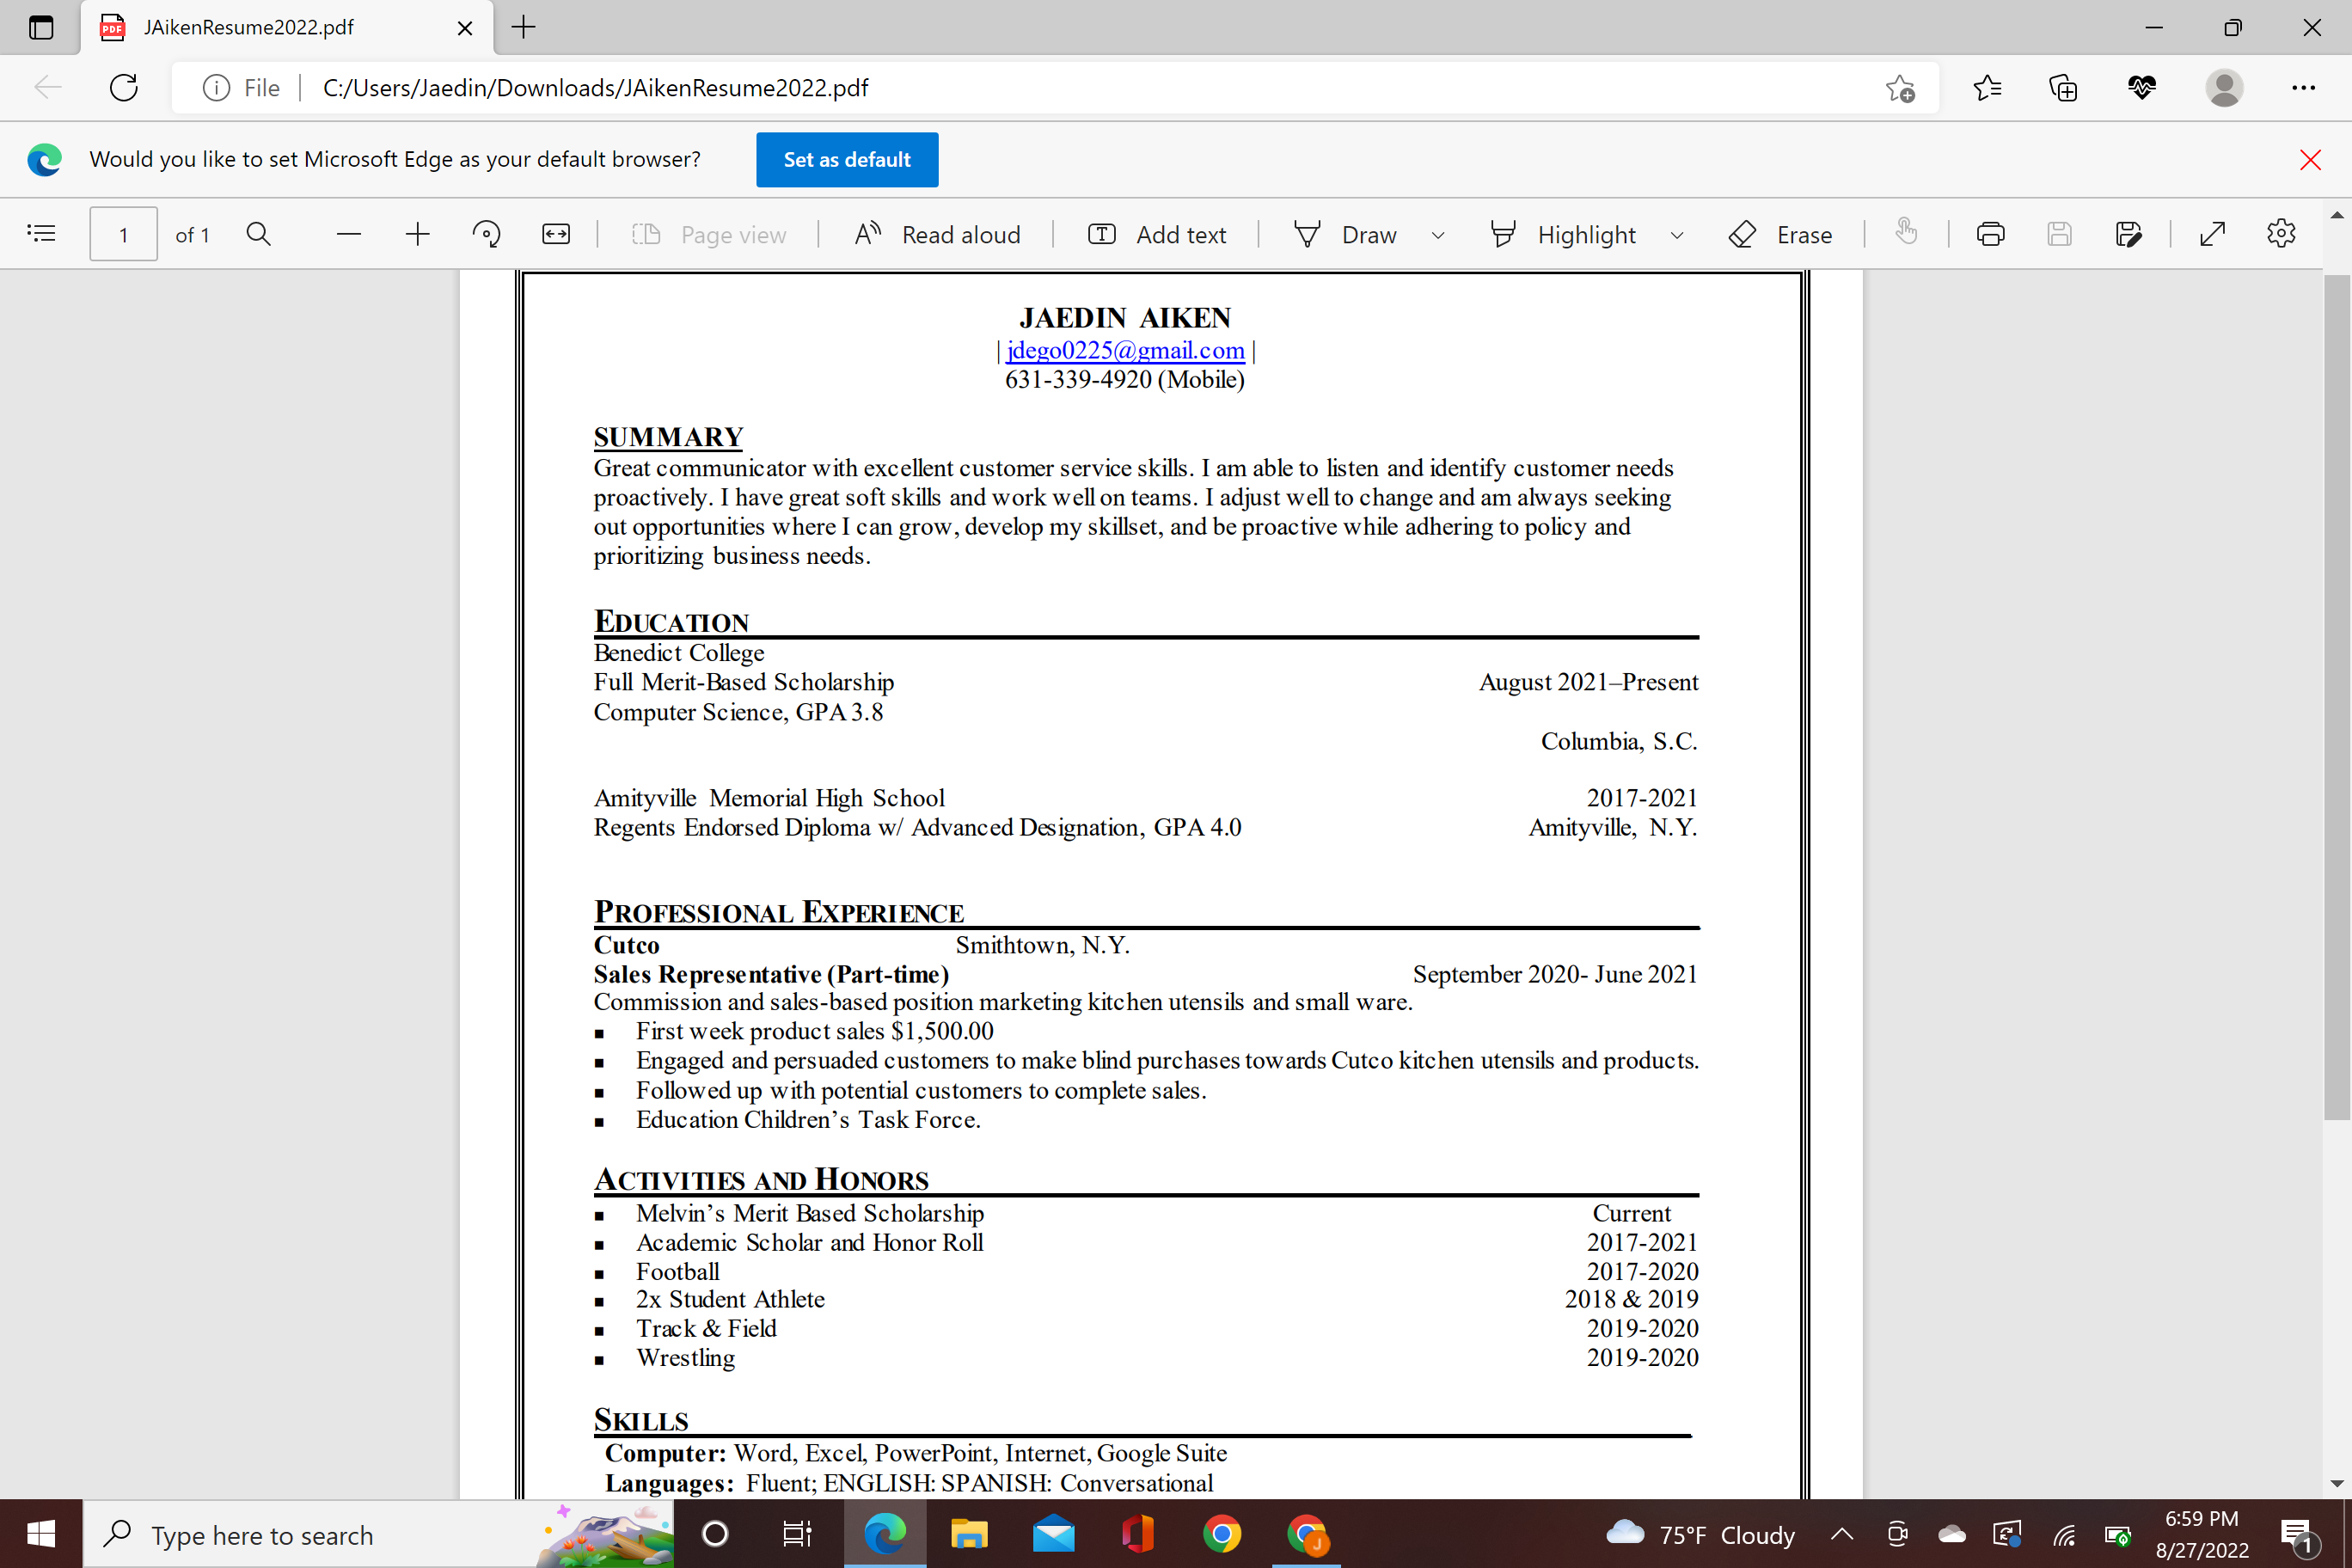 JAikenResume2022.pdf
File C:/Users/Jaedin/Downloads/JAikenResume2022.pdf
Would you like to set Microsoft Edge as your default browser? Set as default
1 of 1 Page view Read aloud Add text Draw Highlight Erase
JAEDIN AIKEN
| jdego0225@gmail.com |
631-339-4920 (Mobile)
SUMMARY
Great communicator with excellent customer service skills. I am able to listen and identify customer needs
proactively. I have great soft skills and work well on teams. I adjust well to change and am always seeking
out opportunities where I can grow, develop my skillset, and be proactive while adhering to policy and
prioritizing business needs.
EDUCATION
Benedict College
Full Merit-Based Scholarship August 2021–Present
Computer Science, GPA 3.8
Columbia, S.C.
Amityville Memorial High School 2017-2021
Regents Endorsed Diploma w/ Advanced Designation, GPA 4.0 Amityville, N.Y.
PROFESSIONAL EXPERIENCE
Cutco Smithtown, N.Y.
Sales Representative (Part-time) September 2020- June 2021
Commission and sales-based position marketing kitchen utensils and small ware.
▪ First week product sales $1,500.00
▪ Engaged and persuaded customers to make blind purchases towards Cutco kitchen utensils and products.
▪ Followed up with potential customers to complete sales.
▪ Education Children’s Task Force.
ACTIVITIES AND HONORS
▪ Melvin’s Merit Based Scholarship Current
▪ Academic Scholar and Honor Roll 2017-2021
▪ Football 2017-2020
▪ 2x Student Athlete 2018 & 2019
▪ Track & Field 2019-2020
▪ Wrestling 2019-2020
SKILLS
Computer: Word, Excel, PowerPoint, Internet, Google Suite
Languages: Fluent; ENGLISH: SPANISH: Conversational
Type here to search 75°F Cloudy 6:59 PM
8/27/2022 1